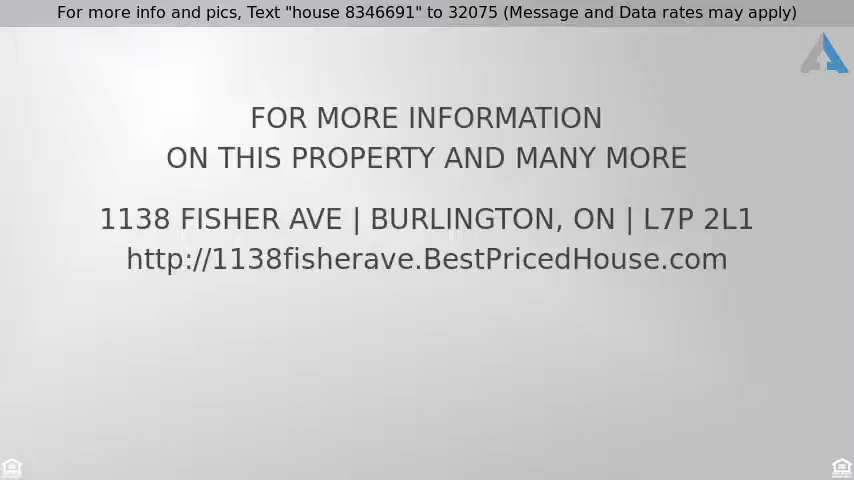 For more info and pics, Text "house 8346691" to 32075 (Message and Data rates may apply)
FOR MORE INFORMATION
ON THIS PROPERTY AND MANY MORE
1138 FISHER AVE | BURLINGTON, ON | L7P 2L1
http://1138fisherave.BestPricedHouse.com